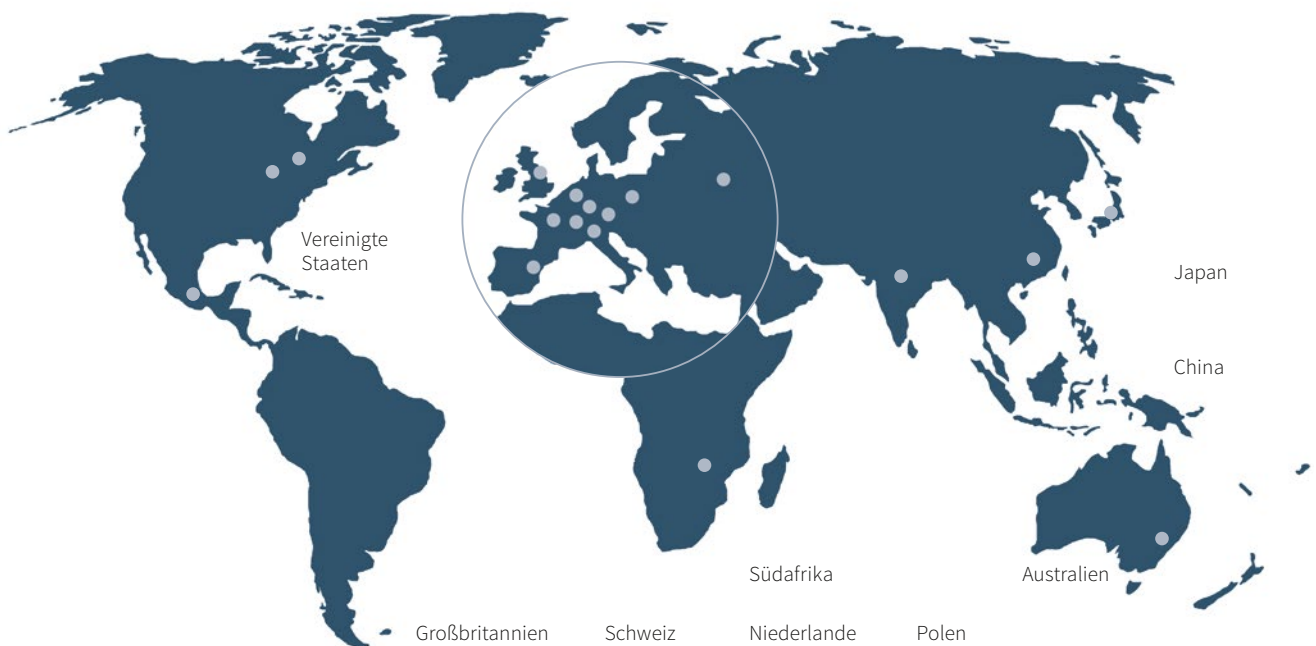 Vereinigte
Staaten
Japan
China
Südafrika
Australien
Großbritannien
Schweiz
Niederlande
Polen